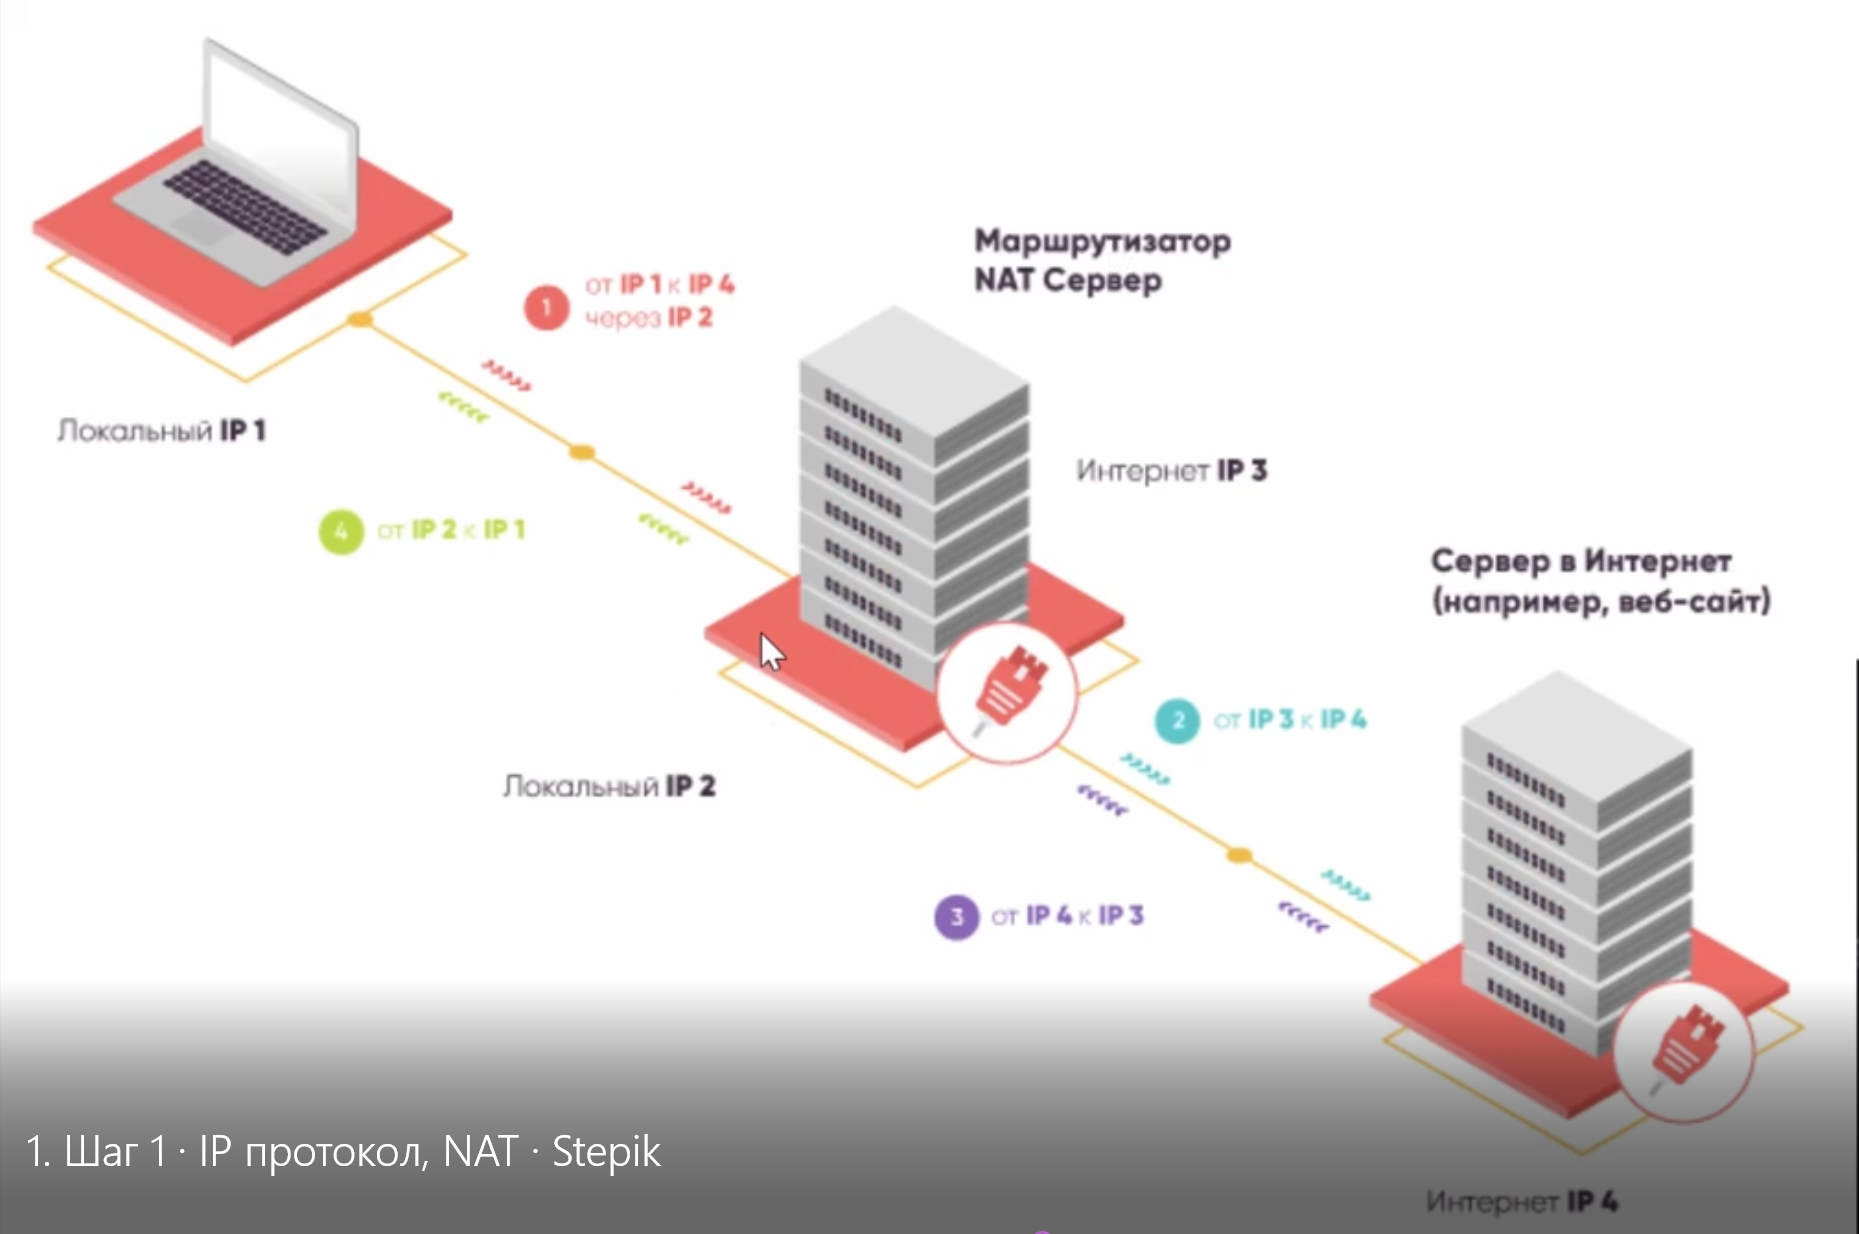 Маршрутизатор
NAT Сервер
1
от IP 1 к IP 4
через IP 2
Локальный IP 1
Интернет IP 3
4
от IP 2 к IP 1
Сервер в Интернет
(например, веб-сайт)
2
от IP 3 к IP 4
Локальный IP 2
3
от IP 4 к IP 3
1. Шаг 1 · IP протокол, NAT · Stepik
Интернет IP 4